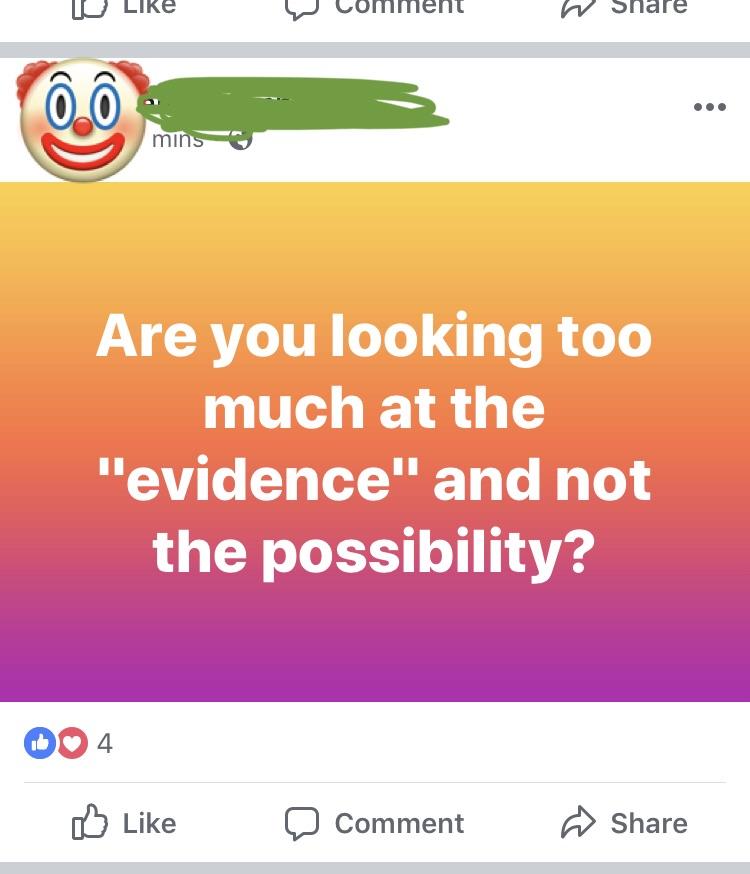 Like Comment Share
mins
Are you looking too
much at the
"evidence" and not
the possibility?
4
Like Comment Share